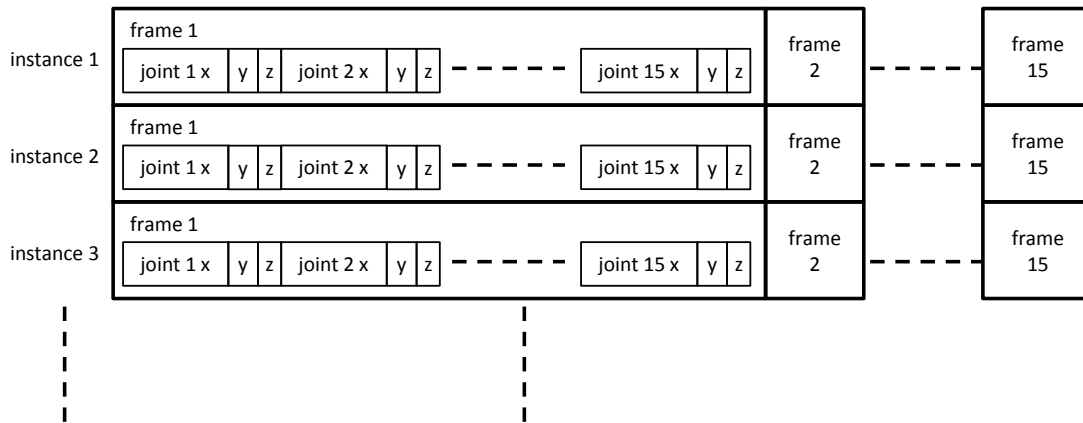 frame 1
frame
2
frame
15
instance 1
joint 1 x y z joint 2 x y z joint 15 x y z
frame 1
frame
2
frame
15
instance 2
joint 1 x y z joint 2 x y z joint 15 x y z
frame 1
frame
2
frame
15
instance 3
joint 1 x y z joint 2 x y z joint 15 x y z